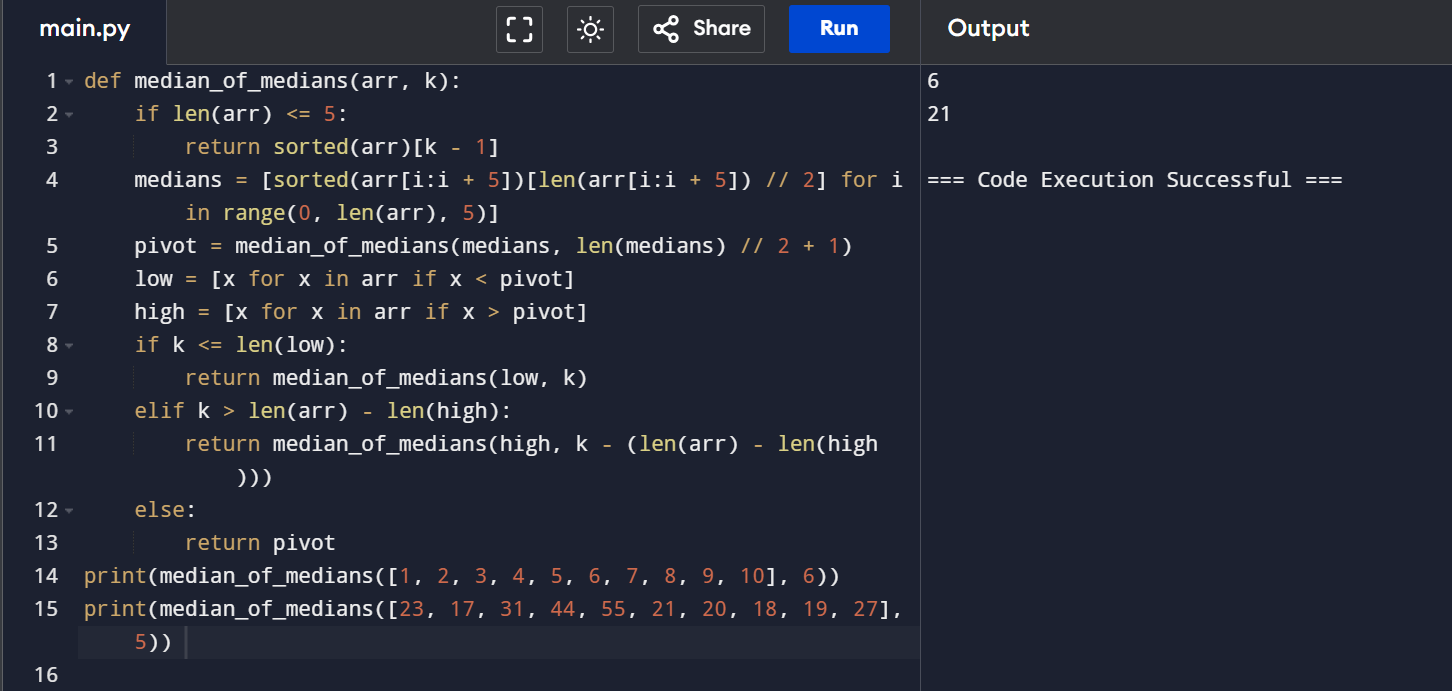 main.py
Share
Run
Output
1 def median_of_medians(arr, k):
2     if len(arr) <= 5:
3         return sorted(arr)[k - 1]
4     medians = [sorted(arr[i:i + 5])[len(arr[i:i + 5]) // 2] for i
        in range(0, len(arr), 5)]
5     pivot = median_of_medians(medians, len(medians) // 2 + 1)
6     low = [x for x in arr if x < pivot]
7     high = [x for x in arr if x > pivot]
8     if k <= len(low):
9         return median_of_medians(low, k)
10     elif k > len(arr) - len(high):
11         return median_of_medians(high, k - (len(arr) - len(high
            )))
12     else:
13         return pivot
14 print(median_of_medians([1, 2, 3, 4, 5, 6, 7, 8, 9, 10], 6))
15 print(median_of_medians([23, 17, 31, 44, 55, 21, 20, 18, 19, 27],
    5))
16
6
21
=== Code Execution Successful ===